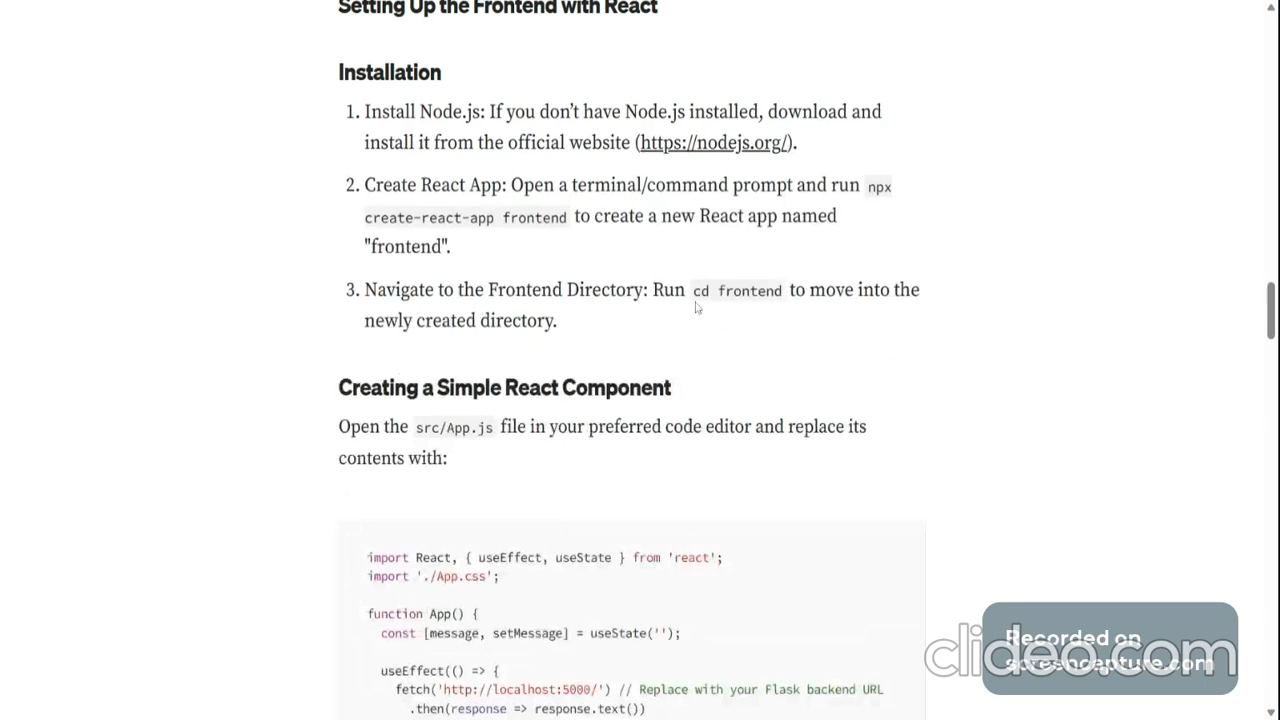 Setting Up the Frontend with React
Installation
1. Install Node.js: If you don’t have Node.js installed, download and
install it from the official website (https://nodejs.org/).
2. Create React App: Open a terminal/command prompt and run npx
create-react-app frontend to create a new React app named
"frontend".
3. Navigate to the Frontend Directory: Run cd frontend to move into the
newly created directory.
Creating a Simple React Component
Open the src/App.js file in your preferred code editor and replace its
contents with:
import React, { useEffect, useState } from 'react';
import './App.css';
function App() {
const [message, setMessage] = useState('');
useEffect(() => {
fetch('http://localhost:5000/') // Replace with your Flask backend URL
.then(response => response.text())
Recorded on
screencapture.com
clideo.com